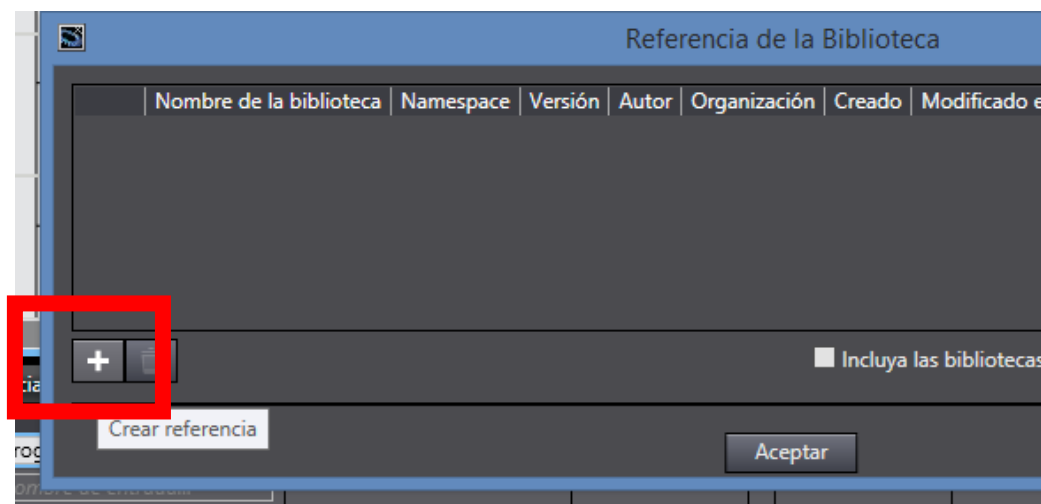 Referencia de la Biblioteca
Nombre de la biblioteca Namespace Versión Autor Organización Creado Modificado e
Incluya las bibliotecas
Crear referencia
Aceptar